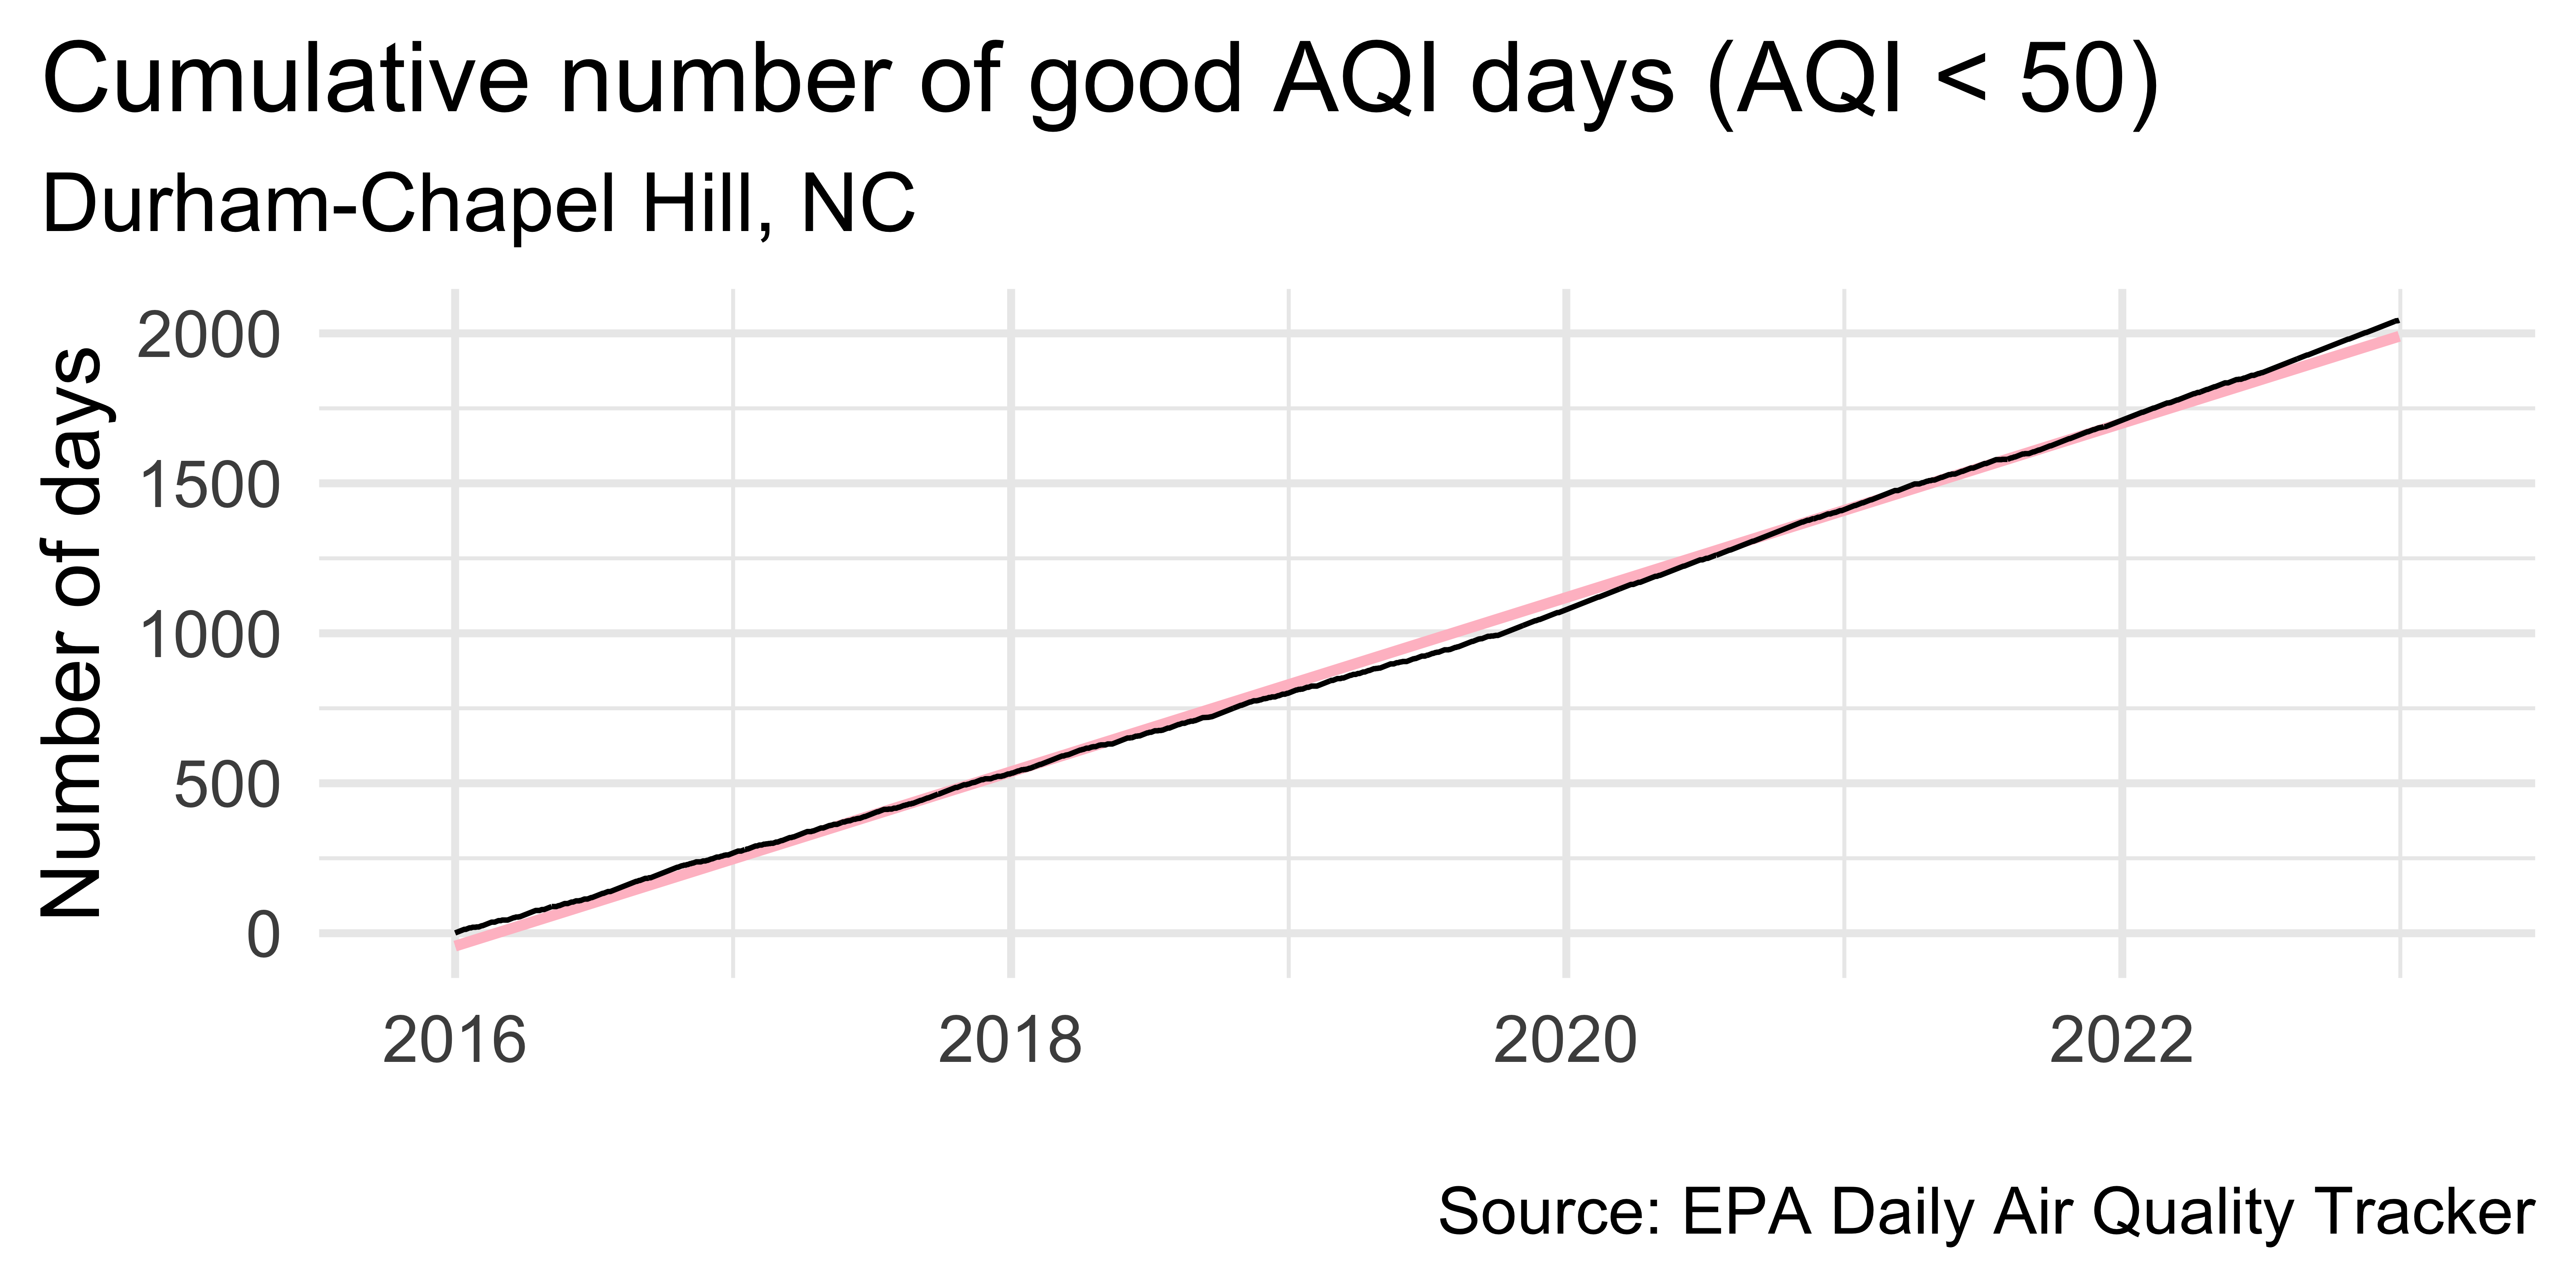 Cumulative number of good AQI days (AQI < 50)
Durham-Chapel Hill, NC
Number of days
2000
1500
1000
500
0
2016
2018
2020
2022
Source: EPA Daily Air Quality Tracker